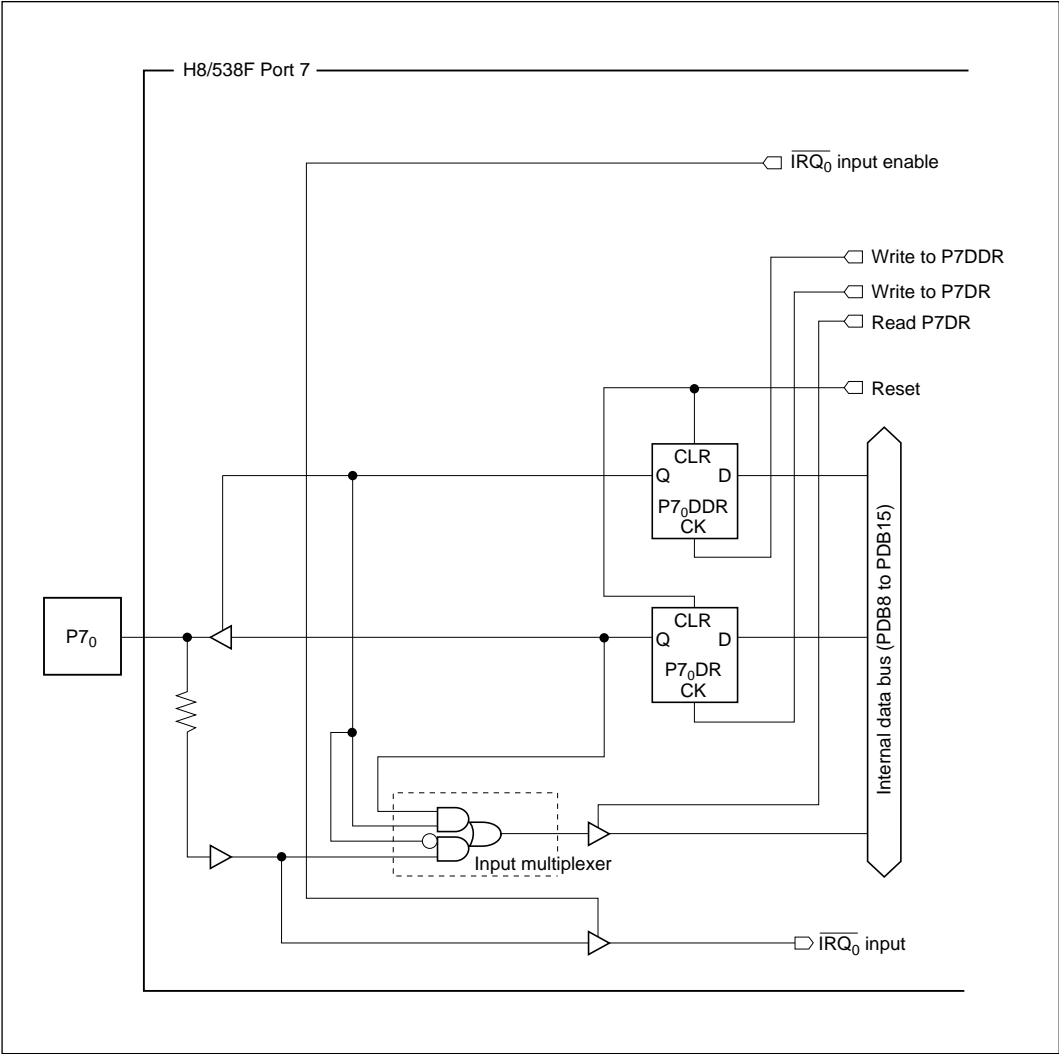 H8/538F Port 7
IRQ0 input enable
Write to P7DDR
Write to P7DR
Read P7DR
Reset
CLR
Q D
P70DDR
CK
Internal data bus (PDB8 to PDB15)
P70
CLR
Q D
P70DR
CK
Input multiplexer
IRQ0 input